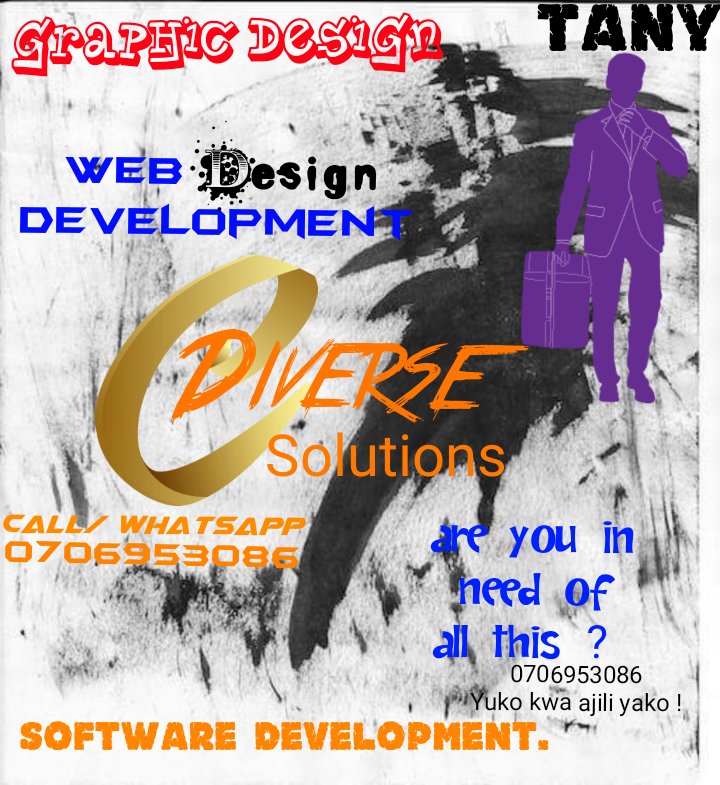 Graphic Design
TANY
WEB Design
DEVELOPMENT
DIVERSE
Solutions
CALL/ WHATSAPP
0706953086
are you in
need of
all this ?
0706953086
Yuko kwa ajili yako !
SOFTWARE DEVELOPMENT.